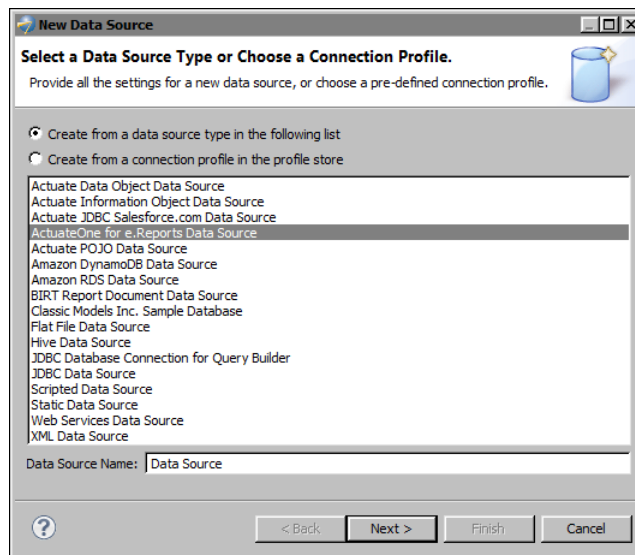 New Data Source
Select a Data Source Type or Choose a Connection Profile.
Provide all the settings for a new data source, or choose a pre-defined connection profile.
Create from a data source type in the following list
Create from a connection profile in the profile store
Actuate Data Object Data Source
Actuate Information Object Data Source
Actuate JDBC Salesforce.com Data Source
ActuateOne for e.Reports Data Source
Actuate POJO Data Source
Amazon DynamoDB Data Source
Amazon RDS Data Source
BIRT Report Document Data Source
Classic Models Inc. Sample Database
Flat File Data Source
Hive Data Source
JDBC Database Connection for Query Builder
JDBC Data Source
Scripted Data Source
Static Data Source
Web Services Data Source
XML Data Source
Data Source Name: Data Source
? < Back Next > Finish Cancel